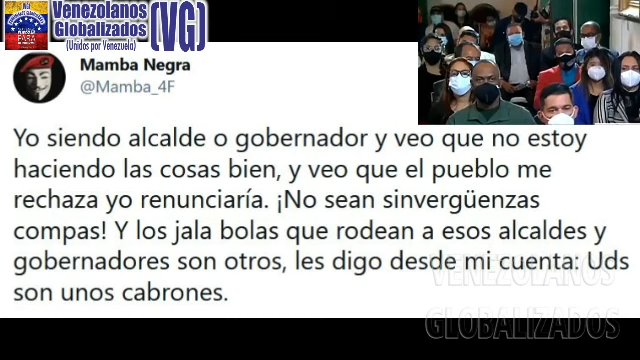 Venezolanos
Globalizados
(Unidos por Venezuela)
(VG)
Mamba Negra
@Mamba_4F
Yo siendo alcalde o gobernador y veo que no estoy
haciendo las cosas bien, y veo que el pueblo me
rechaza yo renunciaría. ¡No sean sinvergüenzas
compas! Y los jala bolas que rodean a esos alcaldes y
gobernadores son otros, les digo desde mi cuenta: Uds
son unos cabrones.
VENEZOLANOS
GLOBALIZADOS